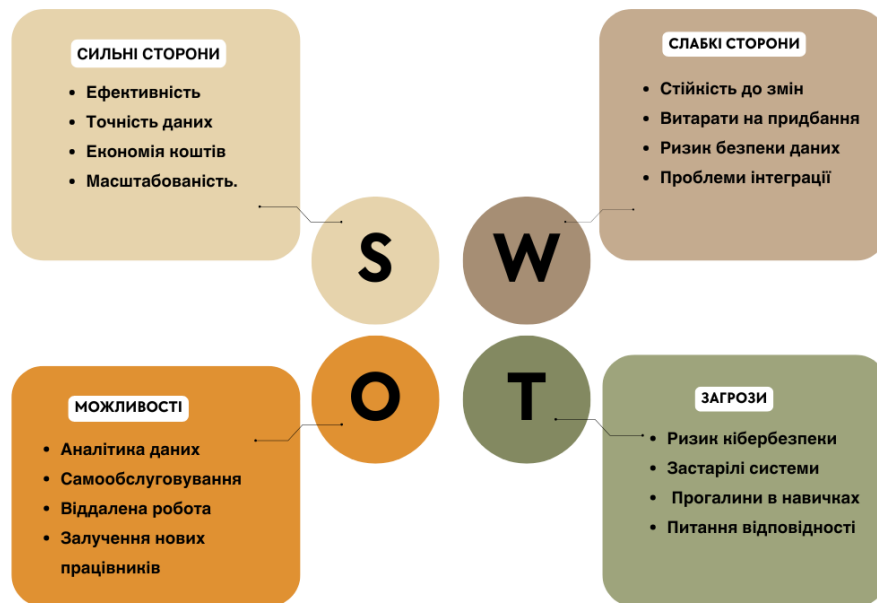 СИЛЬНІ СТОРОНИ
Ефективність
Точність даних
Економія коштів
Масштабованість.
СЛАБКІ СТОРОНИ
Стійкість до змін
Витарати на придбання
Ризик безпеки даних
Проблеми інтеграції
S
W
O
T
МОЖЛИВОСТІ
Аналітика даних
Самообслуговування
Віддалена робота
Залучення нових
працівників
ЗАГРОЗИ
Ризик кібербезпеки
Застарілі системи
Прогалини в навичках
Питання відповідності